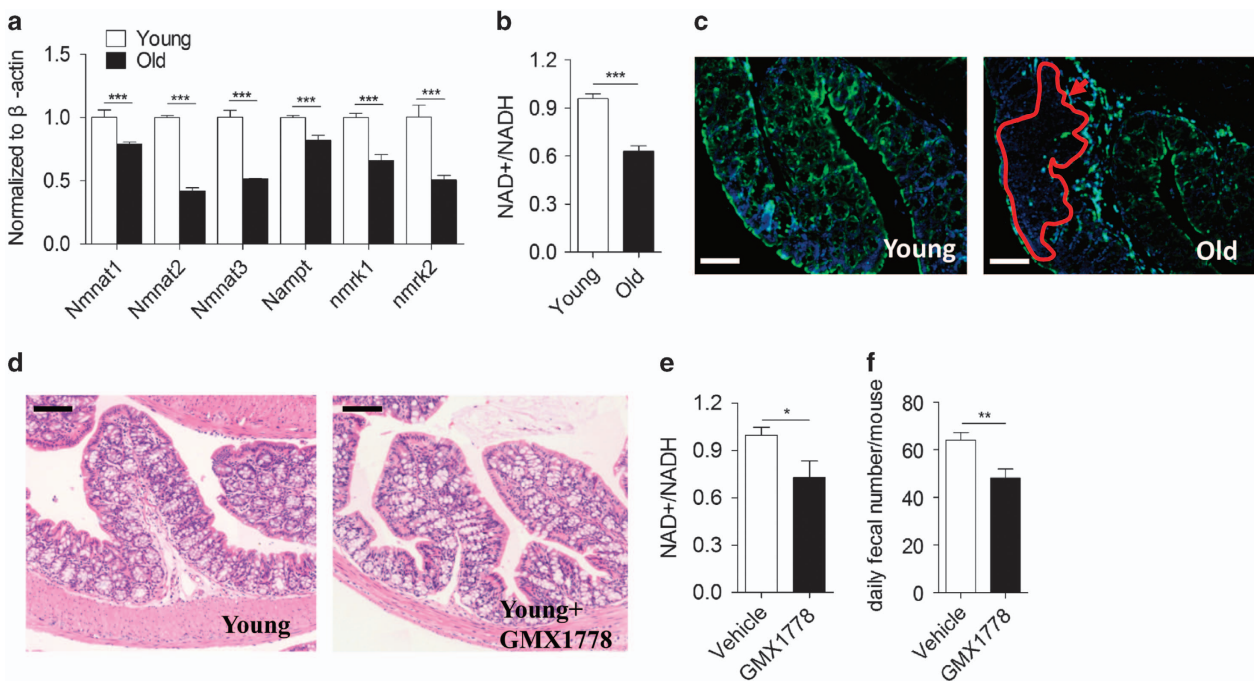 a
Young
Old
Normalized to β -actin
1.5
1.0
0.5
0.0
*** *** *** *** *** ***
Nmnat1 Nmnat2 Nmnat3 Nampt nmrk1 nmrk2
b
NAD+/NADH
1.2
0.9
0.6
0.3
0.0
***
Young Old
c
Young
Old
d
Young
Young+
GMX1778
e
NAD+/NADH
1.2
0.9
0.6
0.3
0.0
*
Vehicle GMX1778
f
daily fecal number/mouse
80
60
40
20
0
**
Vehicle GMX1778